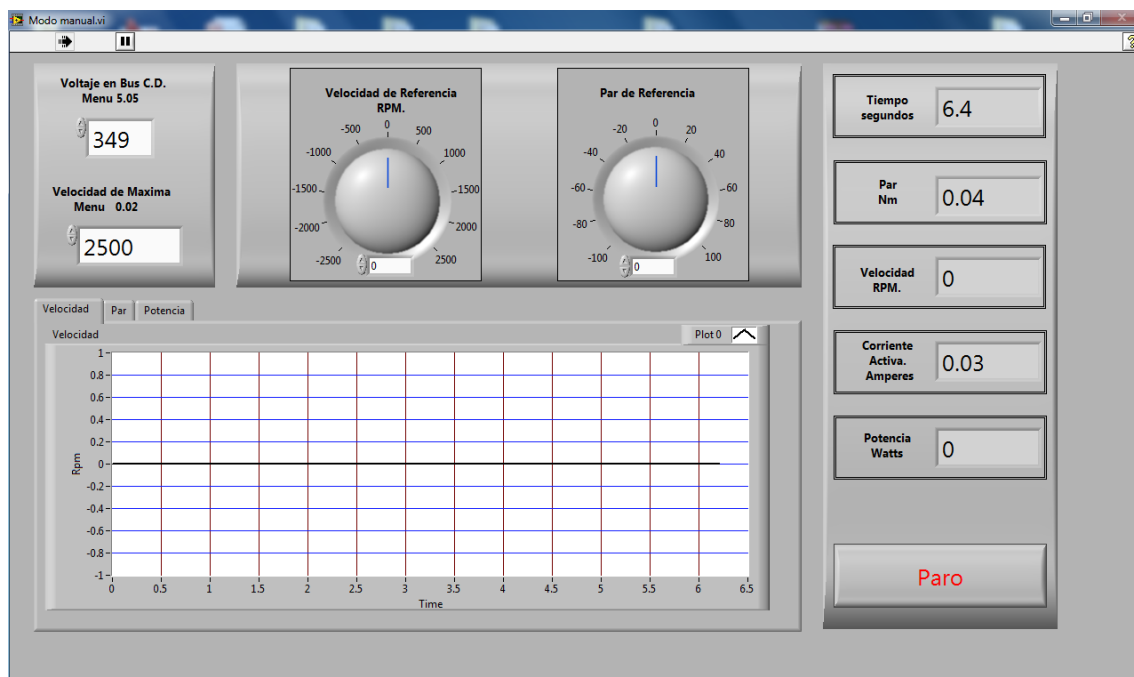 Modo manual.vi
Voltaje en Bus C.D.
Menu 5.05
349
Velocidad de Maxima
Menu 0.02
2500
Velocidad de Referencia
RPM.
0
-500 500
-1000 1000
-1500 1500
-2000 2000
-2500 2500
0
Par de Referencia
0
-20 20
-40 40
-60 60
-80 80
-100 100
0
Tiempo
segundos
6.4
Par
Nm
0.04
Velocidad
RPM.
0
Corriente
Activa.
Amperes
0.03
Potencia
Watts
0
Paro
Velocidad Par Potencia
Velocidad Plot 0
1
0.8
0.6
0.4
0.2
0
-0.2
-0.4
-0.6
-0.8
-1
Rpm
0 0.5 1 1.5 2 2.5 3 3.5 4 4.5 5 5.5 6 6.5
Time